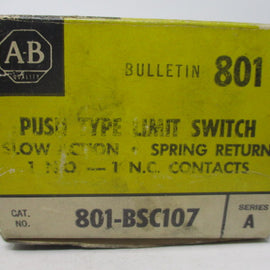 AB
QUALITY
BULLETIN 801
PUSH TYPE LIMIT SWITCH
SLOW ACTION • SPRING RETURN
1 N.O. — 1 N.C. CONTACTS
CAT. NO. 801-BSC107 SERIES A